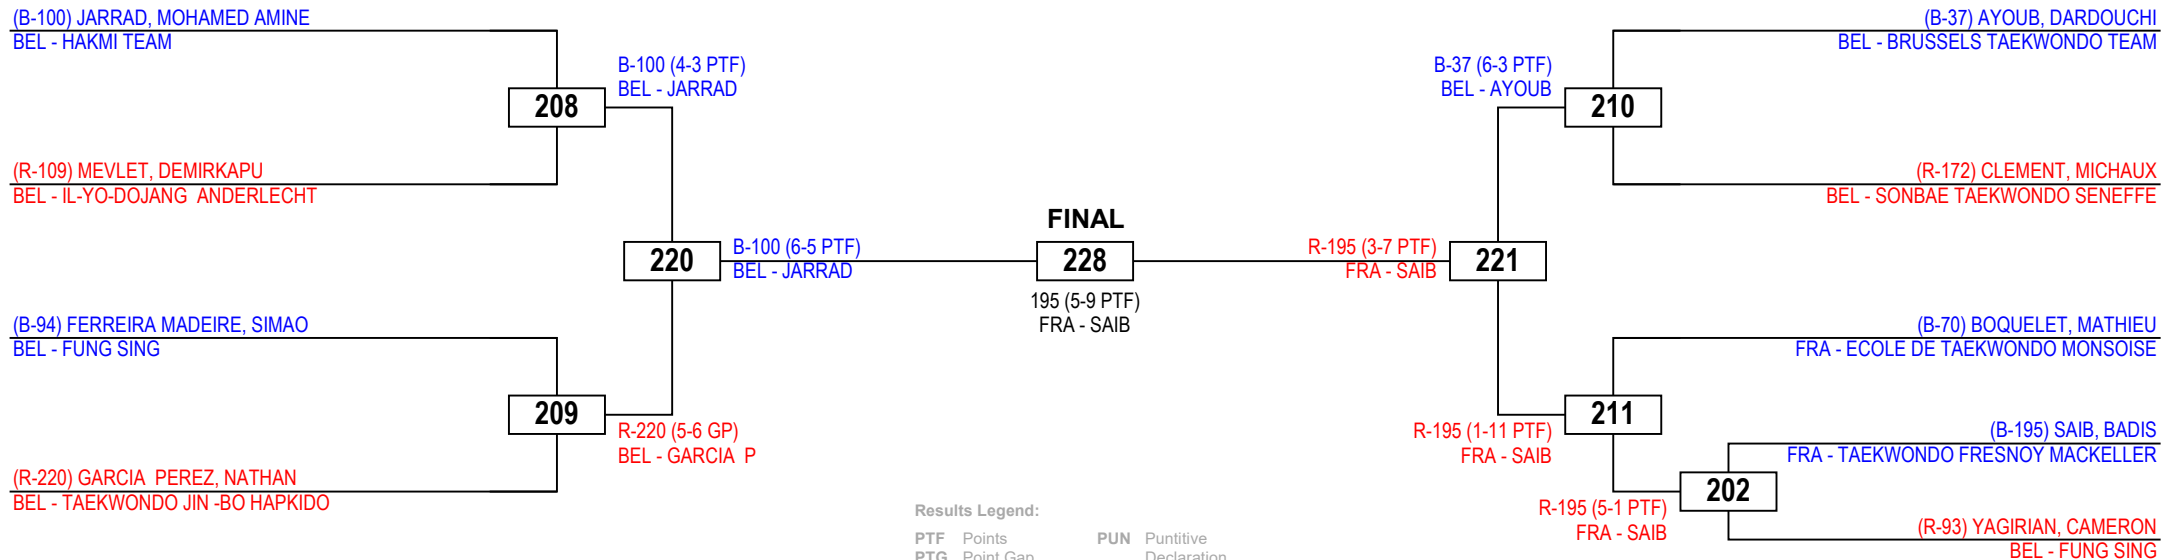 (B-100) JARRAD, MOHAMED AMINE
BEL - HAKMI TEAM
208
B-100 (4-3 PTF)
BEL - JARRAD
(R-109) MEVLET, DEMIRKAPU
BEL - IL-YO-DOJANG  ANDERLECHT
220
B-100 (6-5 PTF)
BEL - JARRAD
(B-94) FERREIRA MADEIRE, SIMAO
BEL - FUNG SING
209
R-220 (5-6 GP)
BEL - GARCIA  P
(R-220) GARCIA  PEREZ, NATHAN
BEL - TAEKWONDO JIN -BO HAPKIDO
FINAL
228
195 (5-9 PTF)
FRA - SAIB
(B-37) AYOUB, DARDOUCHI
BEL - BRUSSELS TAEKWONDO TEAM
B-37 (6-3 PTF)
BEL - AYOUB
210
(R-172) CLEMENT, MICHAUX
BEL - SONBAE TAEKWONDO SENEFFE
R-195 (3-7 PTF)
FRA - SAIB
221
(B-70) BOQUELET, MATHIEU
FRA - ECOLE DE TAEKWONDO MONSOISE
211
R-195 (1-11 PTF)
FRA - SAIB
(B-195) SAIB, BADIS
FRA - TAEKWONDO FRESNOY MACKELLER
202
R-195 (5-1 PTF)
FRA - SAIB
(R-93) YAGIRIAN, CAMERON
BEL - FUNG SING
Results Legend:
PTF Points PUN Puntitive
PTG Point Gap Declaration